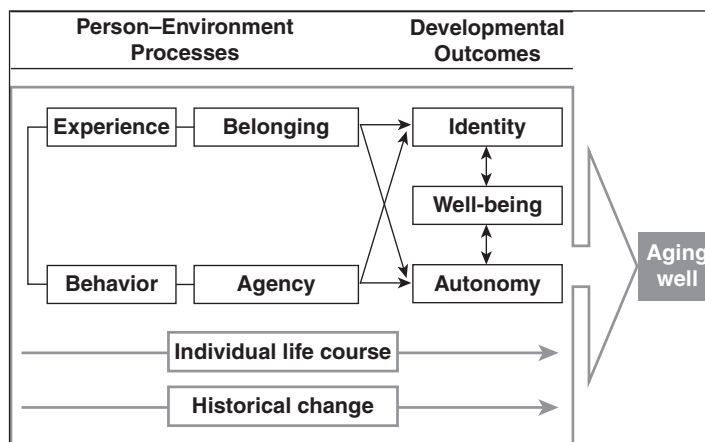 Person–Environment
Processes
Developmental
Outcomes
Experience
Belonging
Identity
Well-being
Behavior
Agency
Autonomy
Aging
well
Individual life course
Historical change